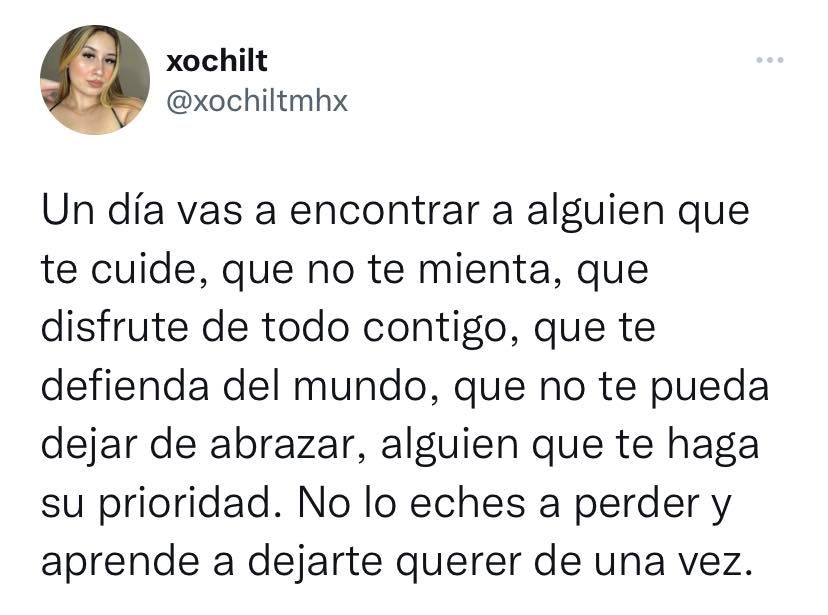 xochilt
@xochiltmhx
Un día vas a encontrar a alguien que
te cuide, que no te mienta, que
disfrute de todo contigo, que te
defienda del mundo, que no te pueda
dejar de abrazar, alguien que te haga
su prioridad. No lo eches a perder y
aprende a dejarte querer de una vez.